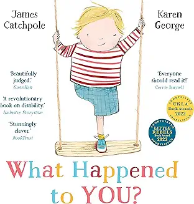 James
Catchpole
Karen
George
"Beautifully
judged."
"A revolutionary
book on disability."
"Stunningly
clever."
"Everyone
should read it!"
What Happened
to YOU?